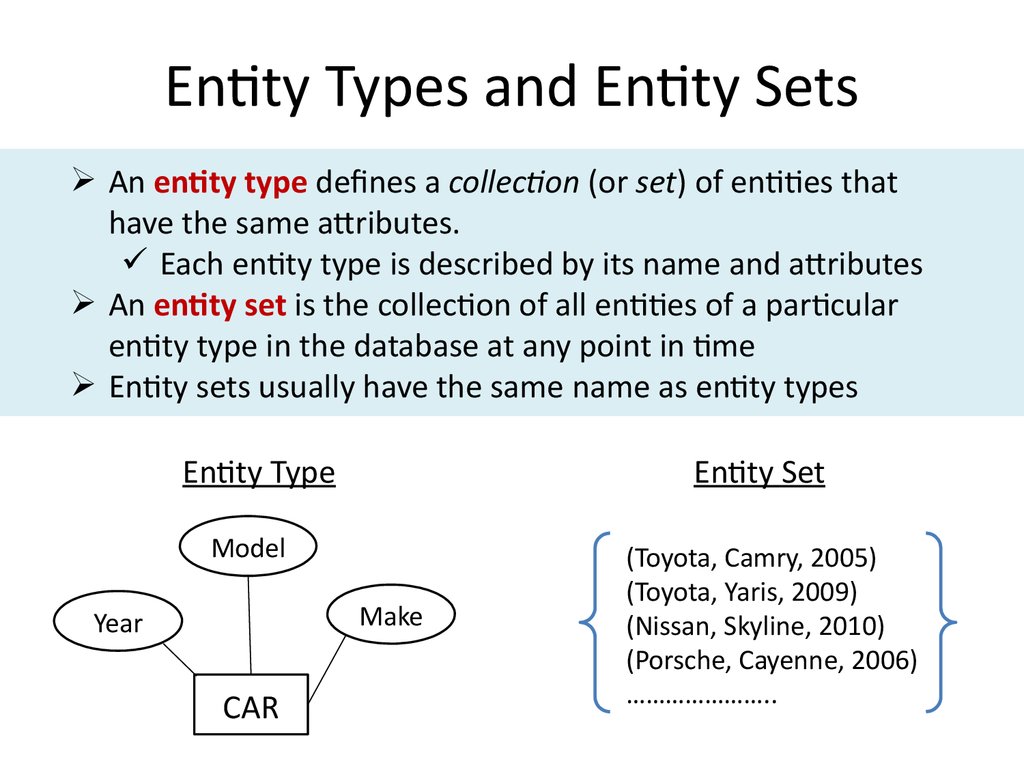 Entity Types and Entity Sets
➢ An entity type defines a collection (or set) of entities that
have the same attributes.
✓ Each entity type is described by its name and attributes
➢ An entity set is the collection of all entities of a particular
entity type in the database at any point in time
➢ Entity sets usually have the same name as entity types
Entity Type
Entity Set
Model
Year
Make
CAR
(Toyota, Camry, 2005)
(Toyota, Yaris, 2009)
(Nissan, Skyline, 2010)
(Porsche, Cayenne, 2006)
…………………..